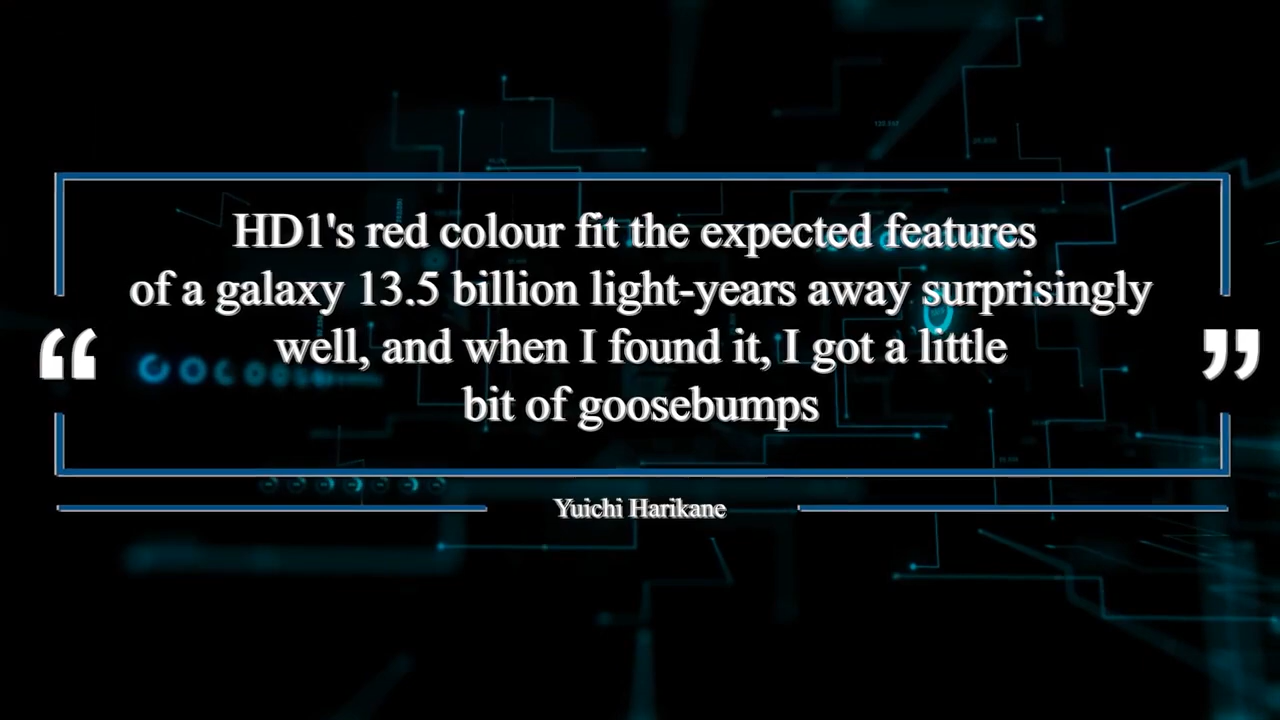 HD1's red colour fit the expected features
of a galaxy 13.5 billion light-years away surprisingly
“ well, and when I found it, I got a little ”
bit of goosebumps
Yuichi Harikane